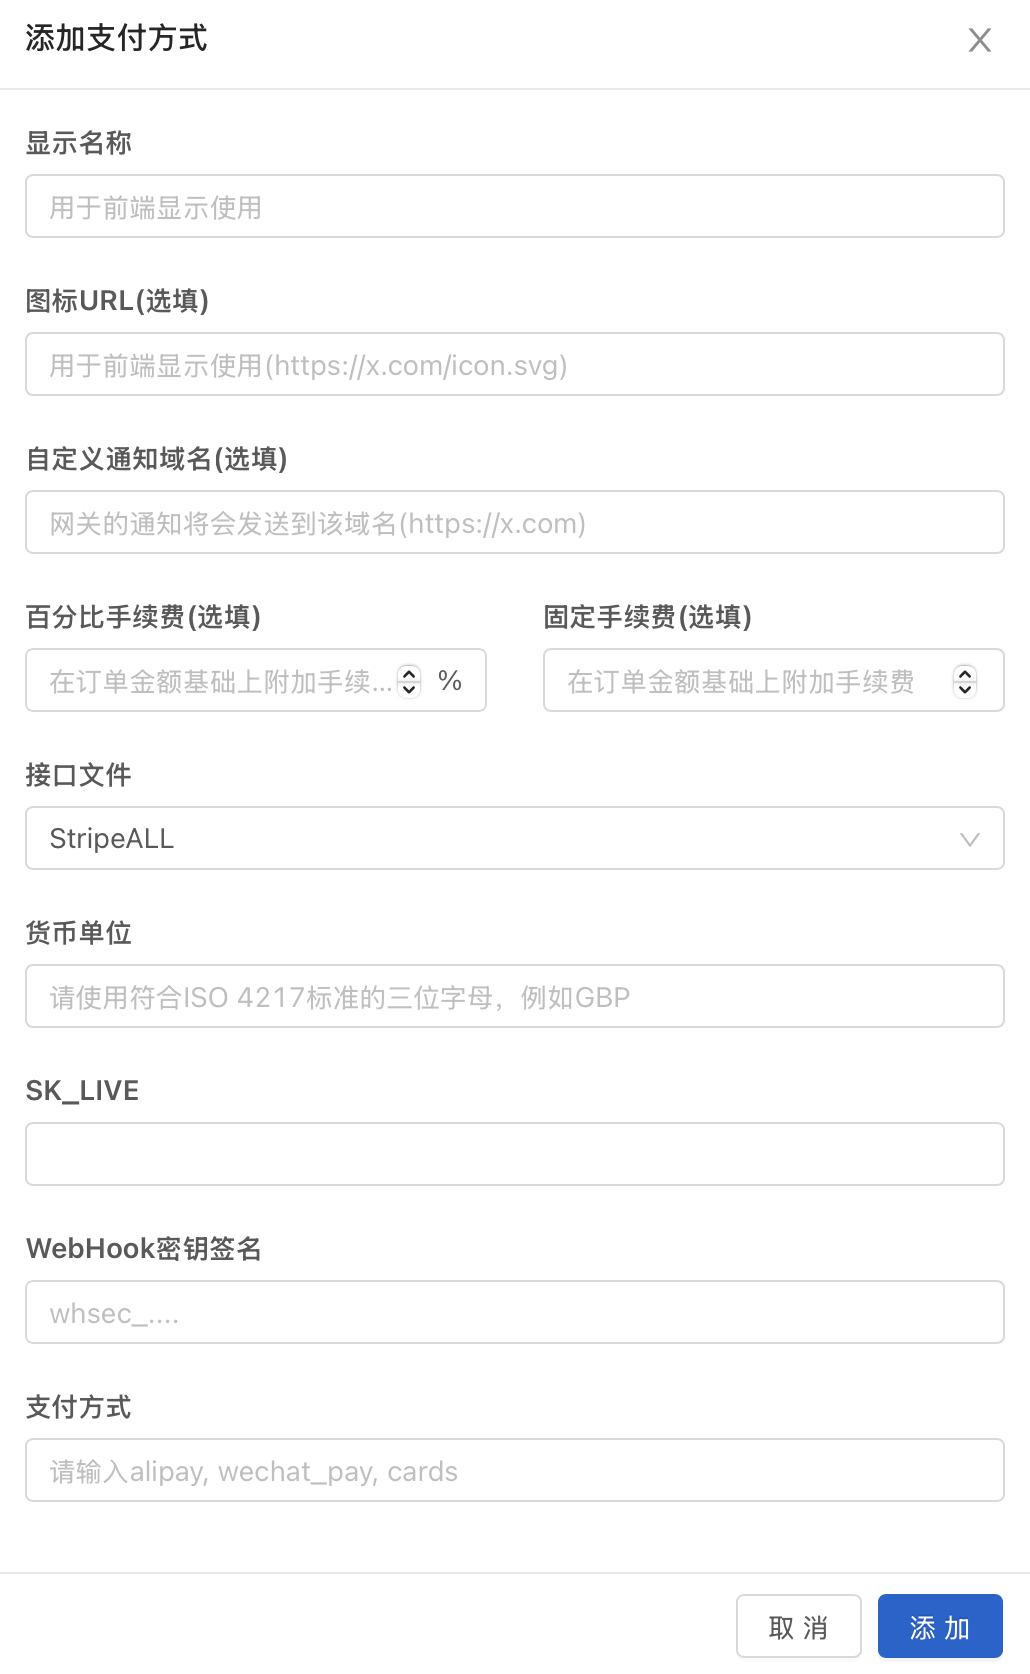 添加支付方式
显示名称
用于前端显示使用
图标URL(选填)
用于前端显示使用(https://x.com/icon.svg)
自定义通知域名(选填)
网关的通知将会发送到该域名(https://x.com)
百分比手续费(选填)
在订单金额基础上附加手续... %
固定手续费(选填)
在订单金额基础上附加手续费
接口文件
StripeALL
货币单位
请使用符合ISO 4217标准的三位字母，例如GBP
SK_LIVE
WebHook密钥签名
whsec_....
支付方式
请输入alipay, wechat_pay, cards
取 消
添 加